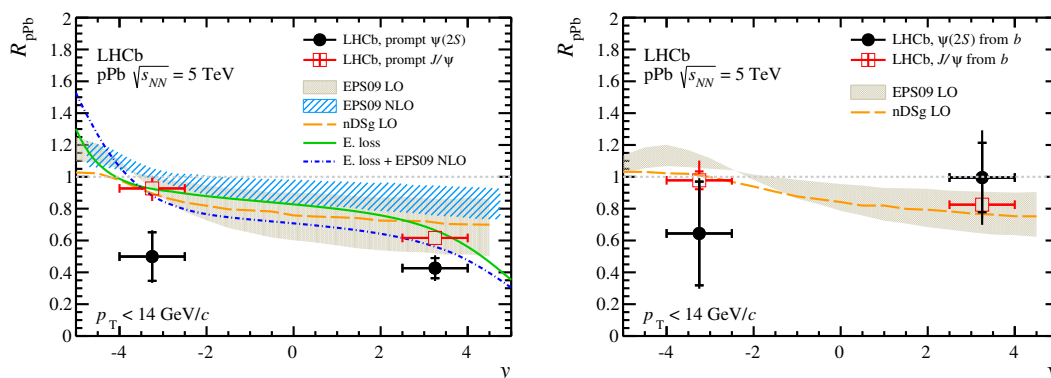 R_pPb
2
1.8
1.6
1.4
1.2
1
0.8
0.6
0.4
0.2
0
LHCb
pPb √s_NN = 5 TeV
LHCb, prompt ψ(2S)
LHCb, prompt J/ψ
EPS09 LO
EPS09 NLO
nDSg LO
E. loss
E. loss + EPS09 NLO
p_T < 14 GeV/c
-4 -2 0 2 4
y
R_pPb
2
1.8
1.6
1.4
1.2
1
0.8
0.6
0.4
0.2
0
LHCb
pPb √s_NN = 5 TeV
LHCb, ψ(2S) from b
LHCb, J/ψ from b
EPS09 LO
nDSg LO
p_T < 14 GeV/c
-4 -2 0 2 4